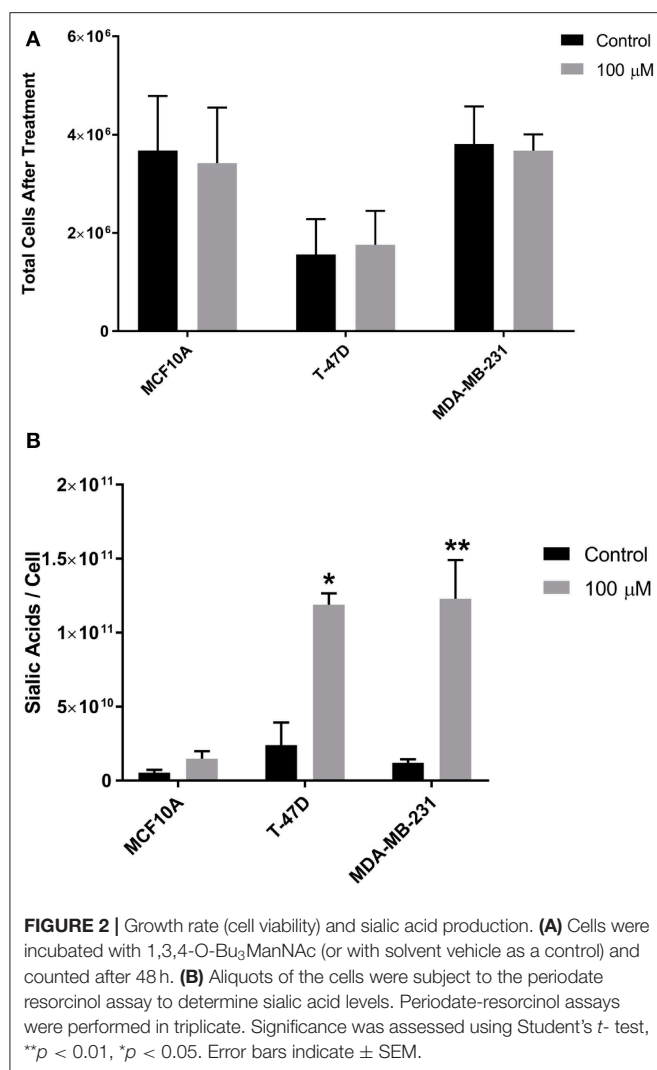 A
6×10⁶
4×10⁶
2×10⁶
0
Total Cells After Treatment
Control
100 μM
MCF10A
T-47D
MDA-MB-231
B
2×10¹¹
1.5×10¹¹
1×10¹¹
5×10¹⁰
0
Sialic Acids / Cell
*
**
Control
100 μM
MCF10A
T-47D
MDA-MB-231
FIGURE 2 | Growth rate (cell viability) and sialic acid production. (A) Cells were
incubated with 1,3,4-O-Bu₃ManNAc (or with solvent vehicle as a control) and
counted after 48 h. (B) Aliquots of the cells were subject to the periodate
resorcinol assay to determine sialic acid levels. Periodate-resorcinol assays
were performed in triplicate. Significance was assessed using Student's t- test,
**p < 0.01, *p < 0.05. Error bars indicate ± SEM.